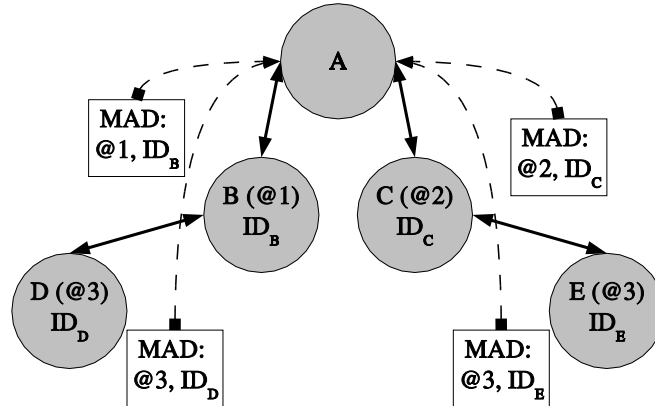 A
MAD:
@1, ID_B
MAD:
@2, ID_C
B (@1)
ID_B
C (@2)
ID_C
D (@3)
ID_D
E (@3)
ID_E
MAD:
@3, ID_D
MAD:
@3, ID_E